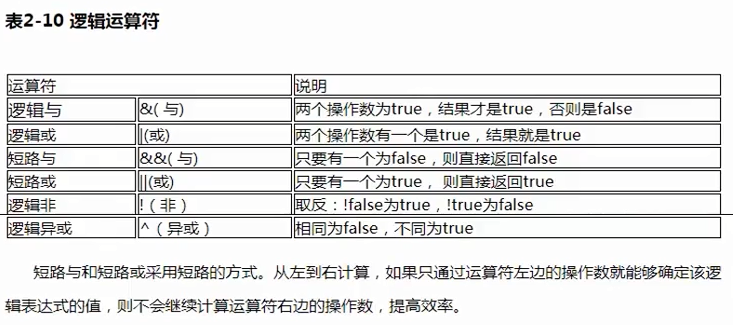 表2-10 逻辑运算符
运算符 说明
逻辑与 &( 与) 两个操作数为true，结果才是true，否则是false
逻辑或 |(或) 两个操作数有一个是true，结果就是true
短路与 &&( 与) 只要有一个为false，则直接返回false
短路或 ||(或) 只要有一个为true， 则直接返回true
逻辑非 !（非） 取反：!false为true，!true为false
逻辑异或 ^（异或） 相同为false，不同为true
短路与和短路或采用短路的方式。从左到右计算，如果只通过运算符左边的操作数就能够确定该逻
辑表达式的值，则不会继续计算运算符右边的操作数，提高效率。